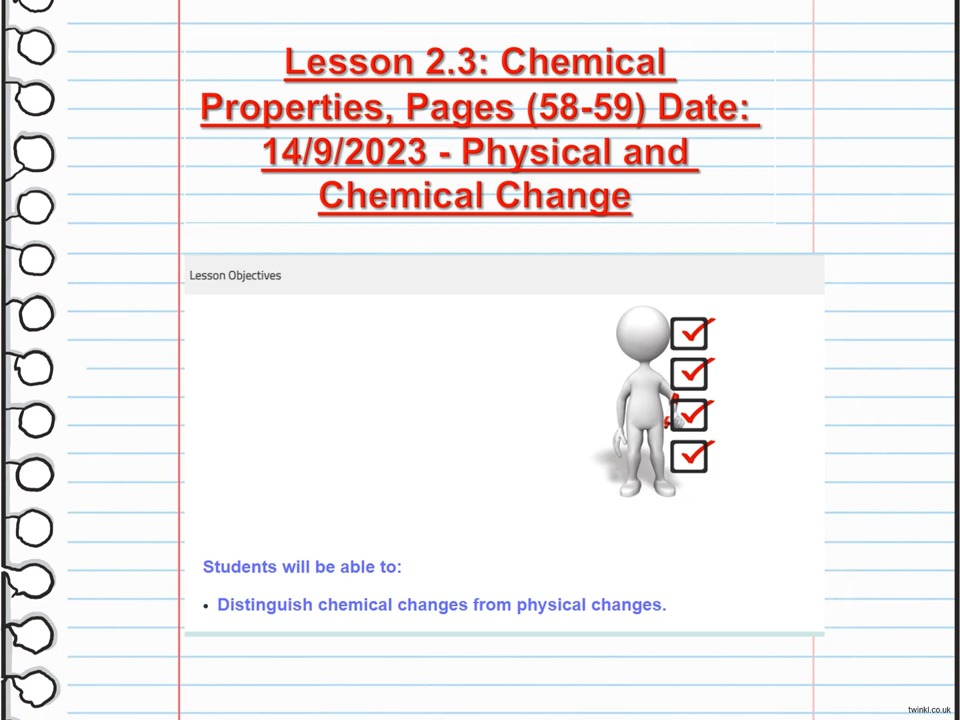 Lesson 2.3: Chemical
Properties, Pages (58-59) Date:
14/9/2023 - Physical and
Chemical Change
Lesson Objectives
Students will be able to:
• Distinguish chemical changes from physical changes.
twinkl.co.uk